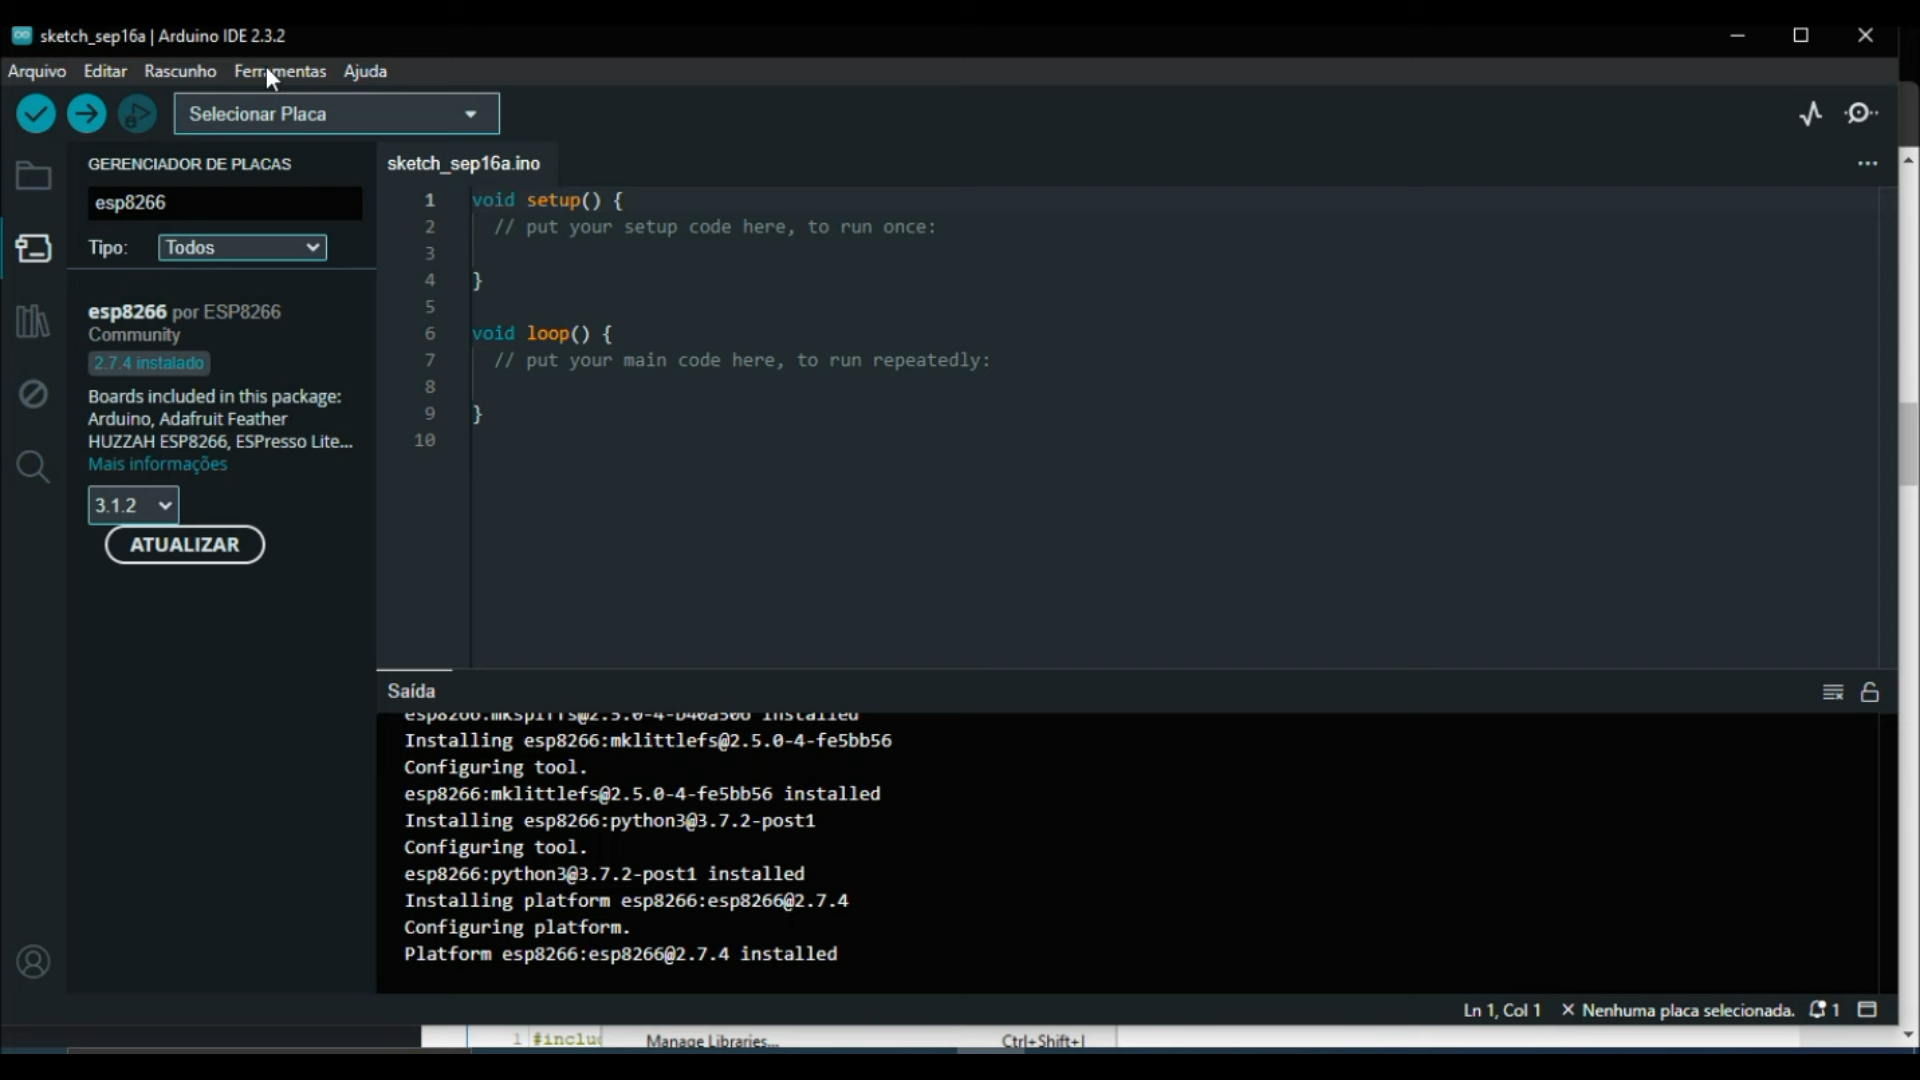 sketch_sep16a | Arduino IDE 2.3.2
Arquivo Editar Rascunho Ferramentas Ajuda
Selecionar Placa
GERENCIADOR DE PLACAS
esp8266
Tipo: Todos
esp8266 por ESP8266
Community
2.7.4 instalado
Boards included in this package:
Arduino, Adafruit Feather
HUZZAH ESP8266, ESPresso Lite...
Mais informações
3.1.2
ATUALIZAR
sketch_sep16a.ino
1 void setup() {
2 // put your setup code here, to run once:
3
4 }
5
6 void loop() {
7 // put your main code here, to run repeatedly:
8
9 }
10
Saída
esp8266:mkspiffs@2.5.0-4-b40a506 installed
Installing esp8266:mklittlefs@2.5.0-4-fe5bb56
Configuring tool.
esp8266:mklittlefs@2.5.0-4-fe5bb56 installed
Installing esp8266:python3@3.7.2-post1
Configuring tool.
esp8266:python3@3.7.2-post1 installed
Installing platform esp8266:esp8266@2.7.4
Configuring platform.
Platform esp8266:esp8266@2.7.4 installed
Ln 1, Col 1 × Nenhuma placa selecionada. 1
1 #includ Manage Libraries... Ctrl+Shift+I